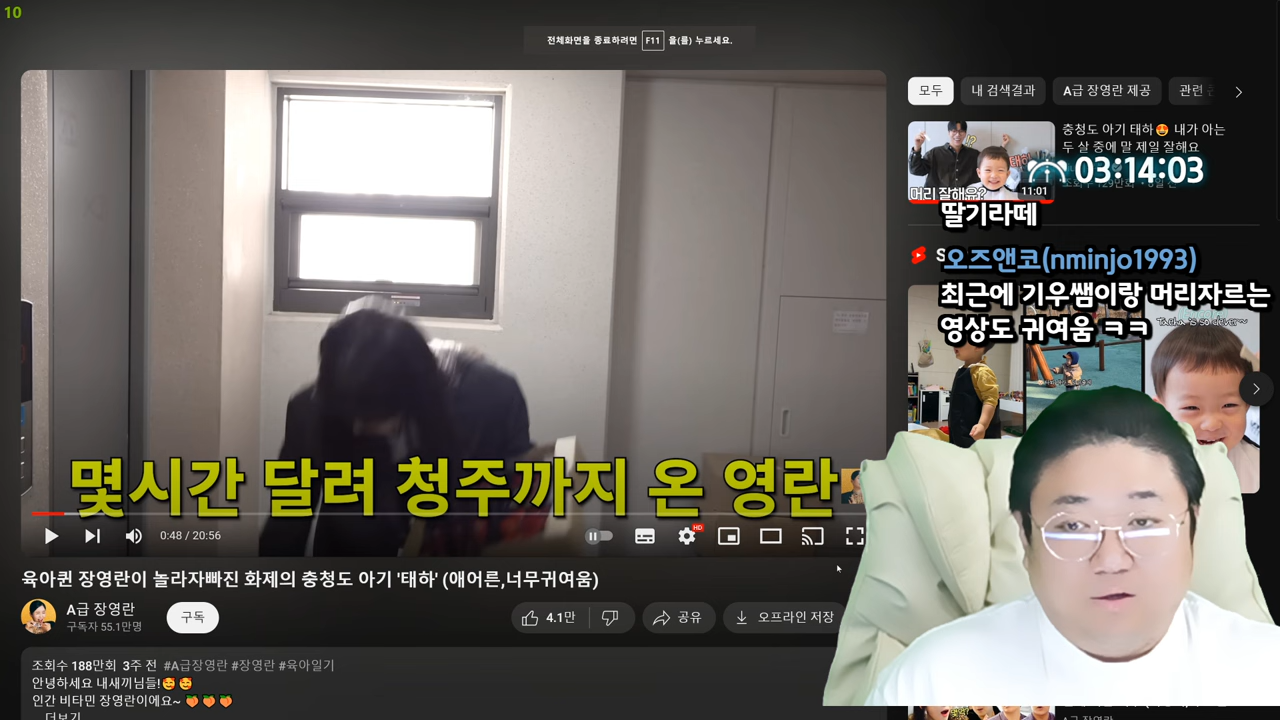 10
전체화면을 종료하려면 F11 을(를) 누르세요.
모두
내 검색결과
A급 장영란 제공
관련
충청도 아기 태하😍 내가 아는
두 살 중에 말 제일 잘해요
머리 잘해유?
11:01
03:14:03
딸기라떼
오즈앤코(nminjo1993)
최근에 기우쌤이랑 머리자르는
영상도 귀여움 ㅋㅋ
몇시간 달려 청주까지 온 영란
0:48 / 20:56
HD
육아퀸 장영란이 놀라자빠진 화제의 충청도 아기 '태하' (애어른,너무귀여움)
A급 장영란
구독자 55.1만명
구독
4.1만
공유
오프라인 저장
조회수 188만회 3주 전 #A급장영란 #장영란 #육아일기
안녕하세요 내새끼님들!🥰 🥰
인간 비타민 장영란이에요~ 🍑 🍑 🍑
...더보기
A급 장영란